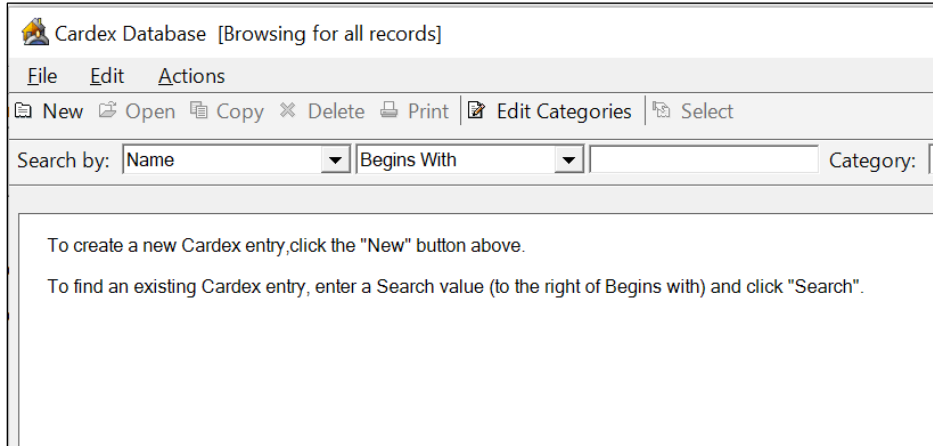 Cardex Database [Browsing for all records]
File Edit Actions
New Open Copy Delete Print Edit Categories Select
Search by: Name Begins With Category:
To create a new Cardex entry,click the "New" button above.
To find an existing Cardex entry, enter a Search value (to the right of Begins with) and click "Search".